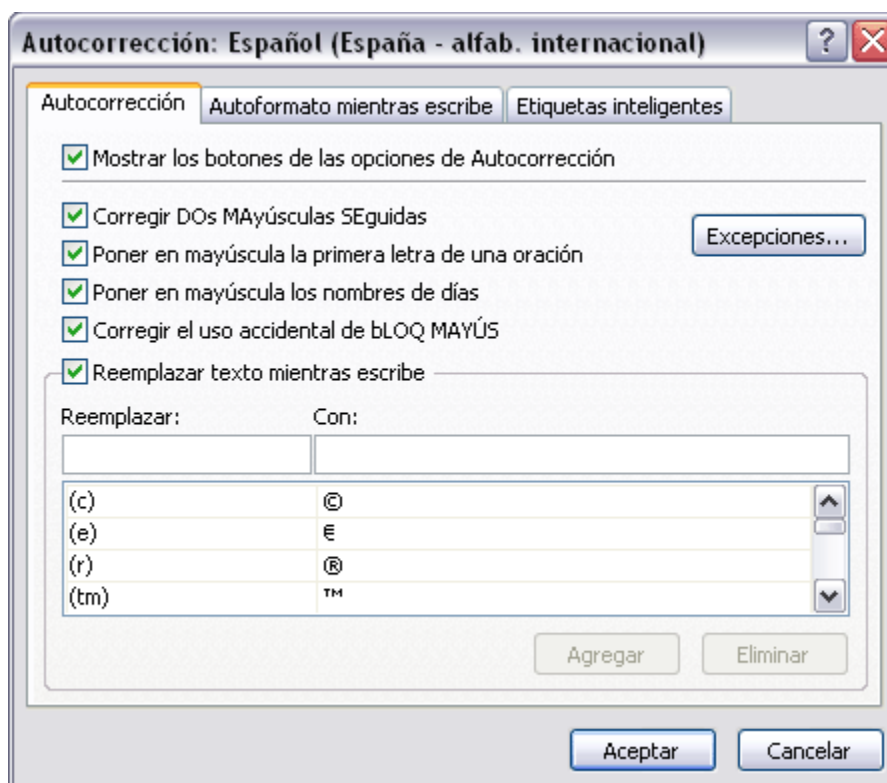 Autocorrección: Español (España - alfab. internacional)
Autocorrección Autoformato mientras escribe Etiquetas inteligentes
Mostrar los botones de las opciones de Autocorrección
Corregir DOs MAyúsculas SEguidas
Excepciones...
Poner en mayúscula la primera letra de una oración
Poner en mayúscula los nombres de días
Corregir el uso accidental de bLOQ MAYÚS
Reemplazar texto mientras escribe
Reemplazar: Con:
(c) ©
(e) €
(r) ®
(tm) ™
Agregar Eliminar
Aceptar Cancelar